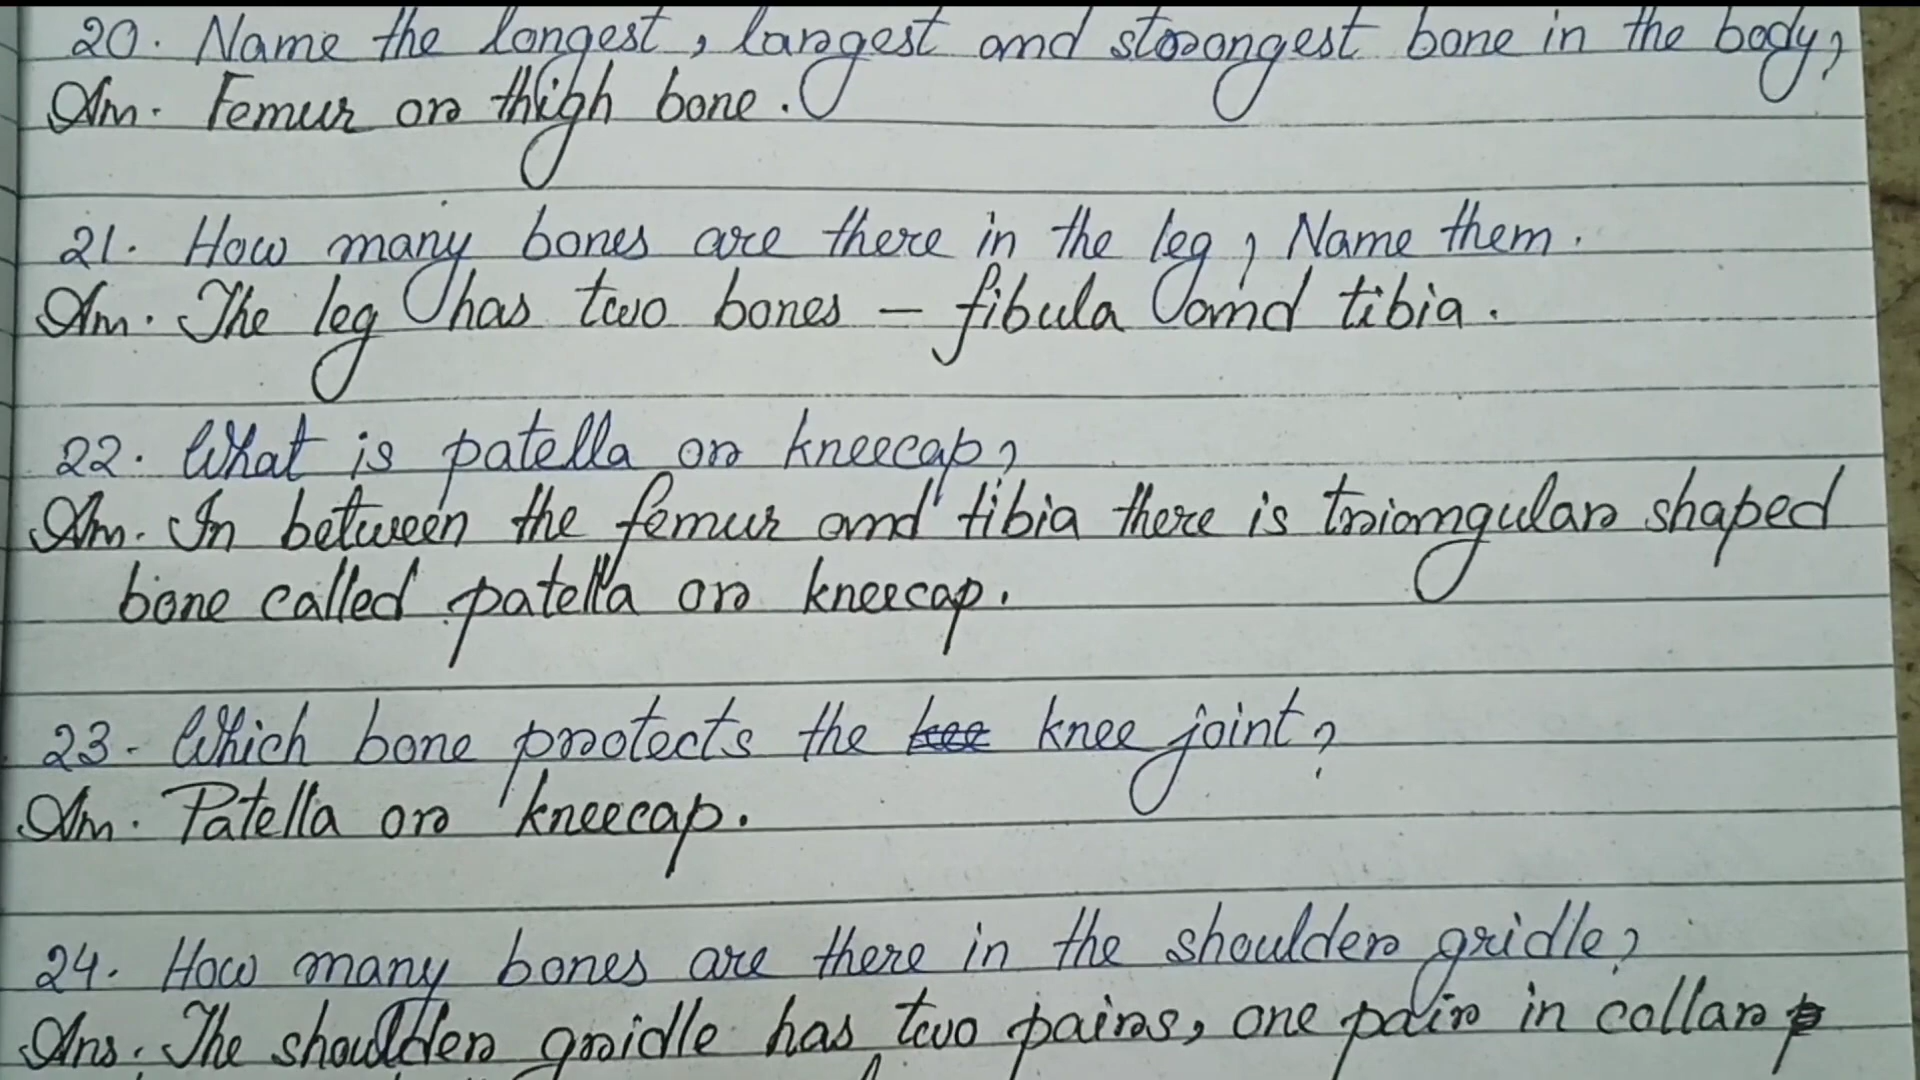 20. Name the longest, largest and strongest bone in the body?
Ans. Femur or thigh bone.
21. How many bones are there in the leg? Name them.
Ans. The leg has two bones – fibula and tibia.
22. What is patella or kneecap?
Ans. In between the femur and tibia there is triangular shaped
bone called patella or kneecap.
23. Which bone protects the kee knee joint?
Ans. Patella or kneecap.
24. How many bones are there in the shoulder gridle?
Ans. The shoulder gridle has two pairs, one pair in collar